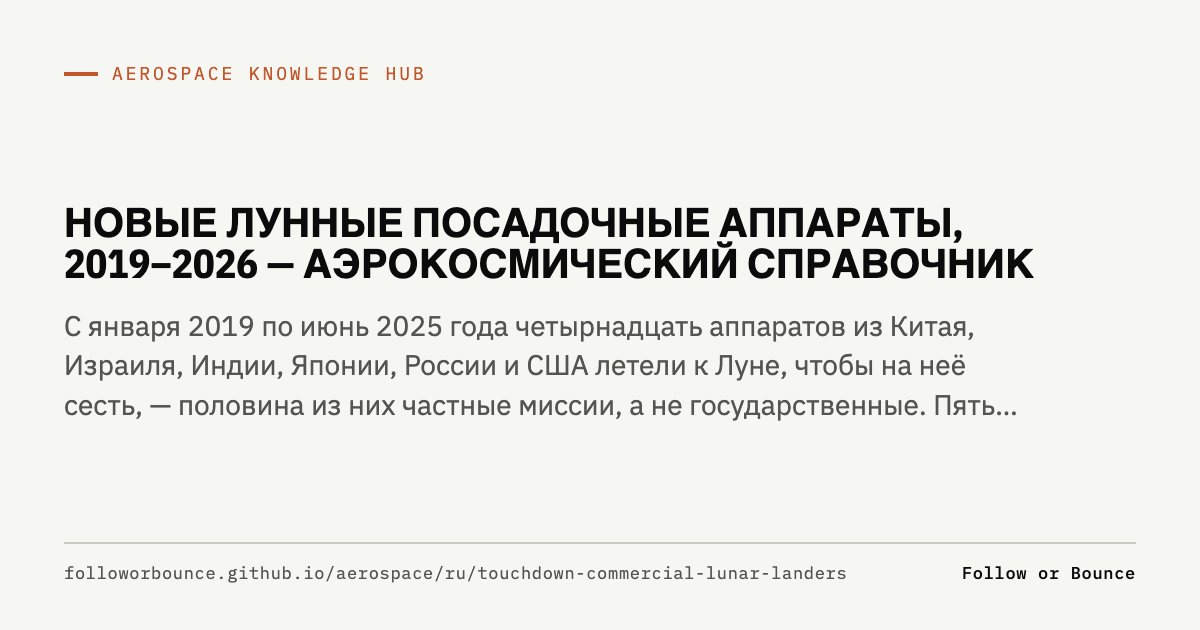 AEROSPACE KNOWLEDGE HUB
НОВЫЕ ЛУННЫЕ ПОСАДОЧНЫЕ АППАРАТЫ,
2019–2026 — АЭРОКОСМИЧЕСКИЙ СПРАВОЧНИК
С января 2019 по июнь 2025 года четырнадцать аппаратов из Китая,
Израиля, Индии, Японии, России и США летели к Луне, чтобы на неё
сесть, — половина из них частные миссии, а не государственные. Пять…
followorbounce.github.io/aerospace/ru/touchdown-commercial-lunar-landers
Follow or Bounce